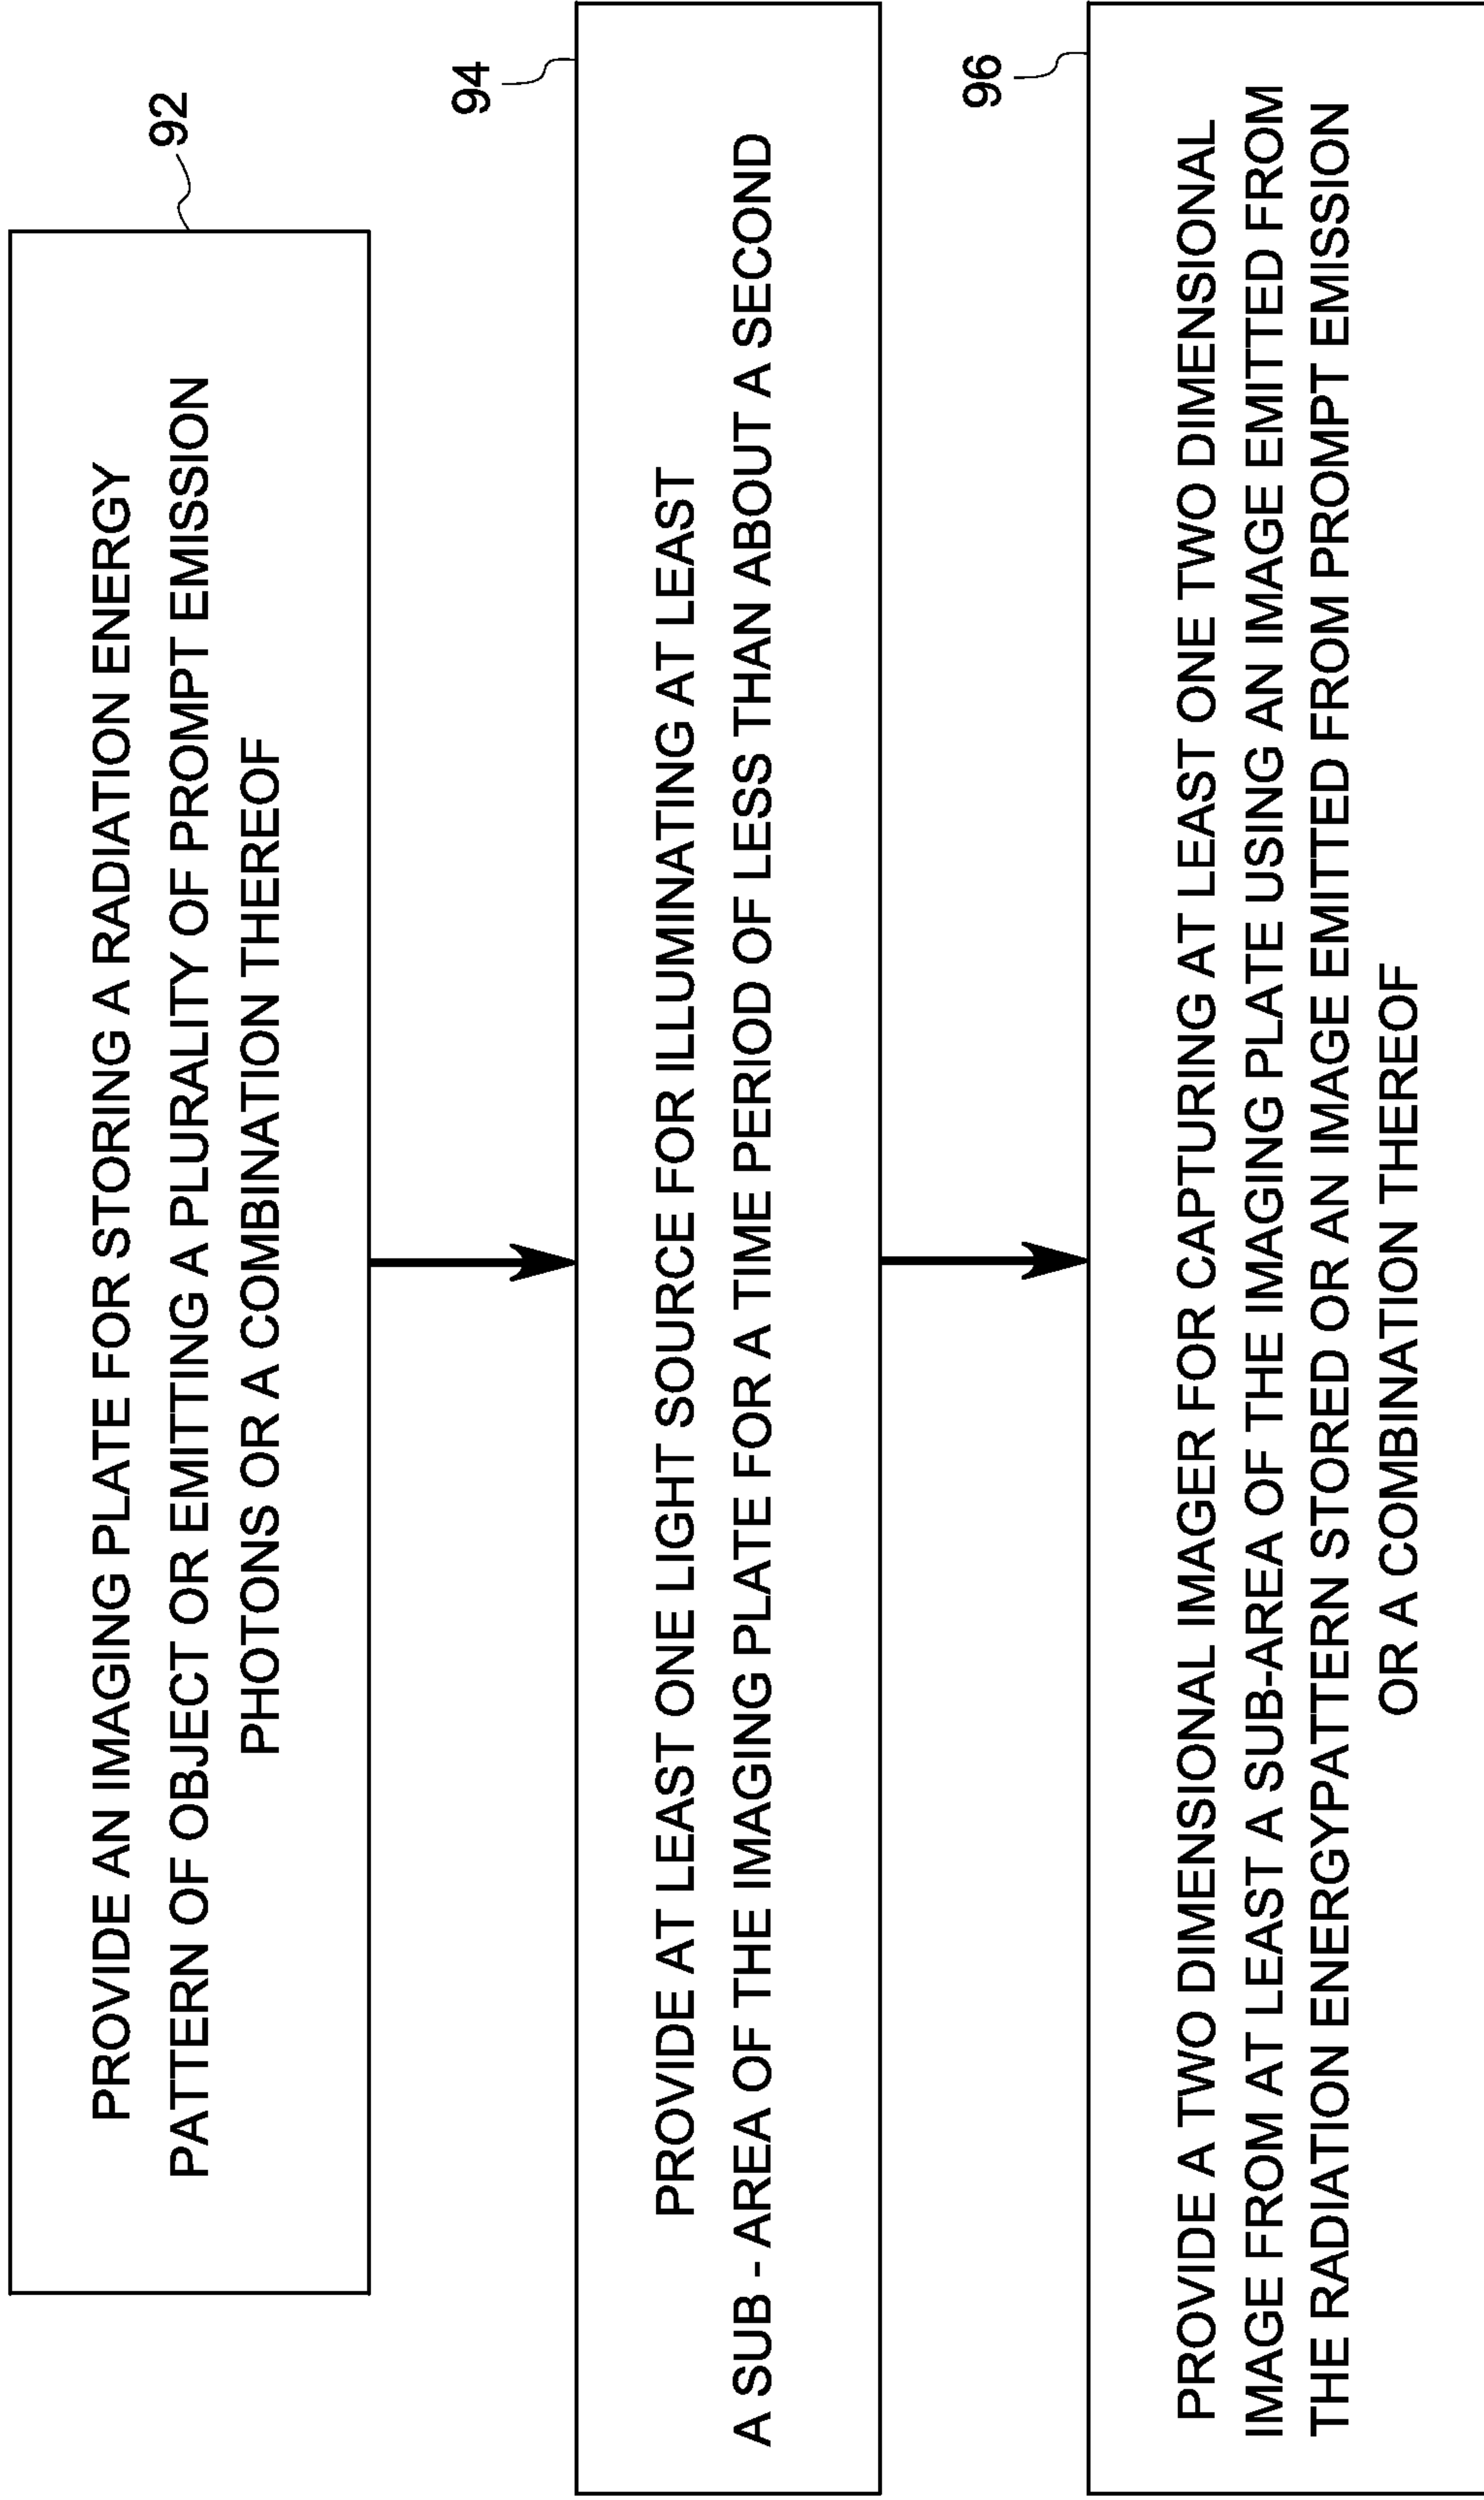 92
PROVIDE AN IMAGING PLATE FOR STORING A RADIATION ENERGY
PATTERN OF OBJECT OR EMITTING A PLURALITY OF PROMPT EMISSION
PHOTONS OR A COMBINATION THEREOF
94
PROVIDE AT LEAST ONE LIGHT SOURCE FOR ILLUMINATING AT LEAST
A SUB - AREA OF THE IMAGING PLATE FOR A TIME PERIOD OF LESS THAN ABOUT A SECOND
96
PROVIDE A TWO DIMENSIONAL IMAGER FOR CAPTURING AT LEAST ONE TWO DIMENSIONAL
IMAGE FROM AT LEAST A SUB-AREA OF THE IMAGING PLATE USING AN IMAGE EMITTED FROM
THE RADIATION ENERGYPATTERN STORED OR AN IMAGE EMITTED FROM PROMPT EMISSION
OR A COMBINATION THEREOF